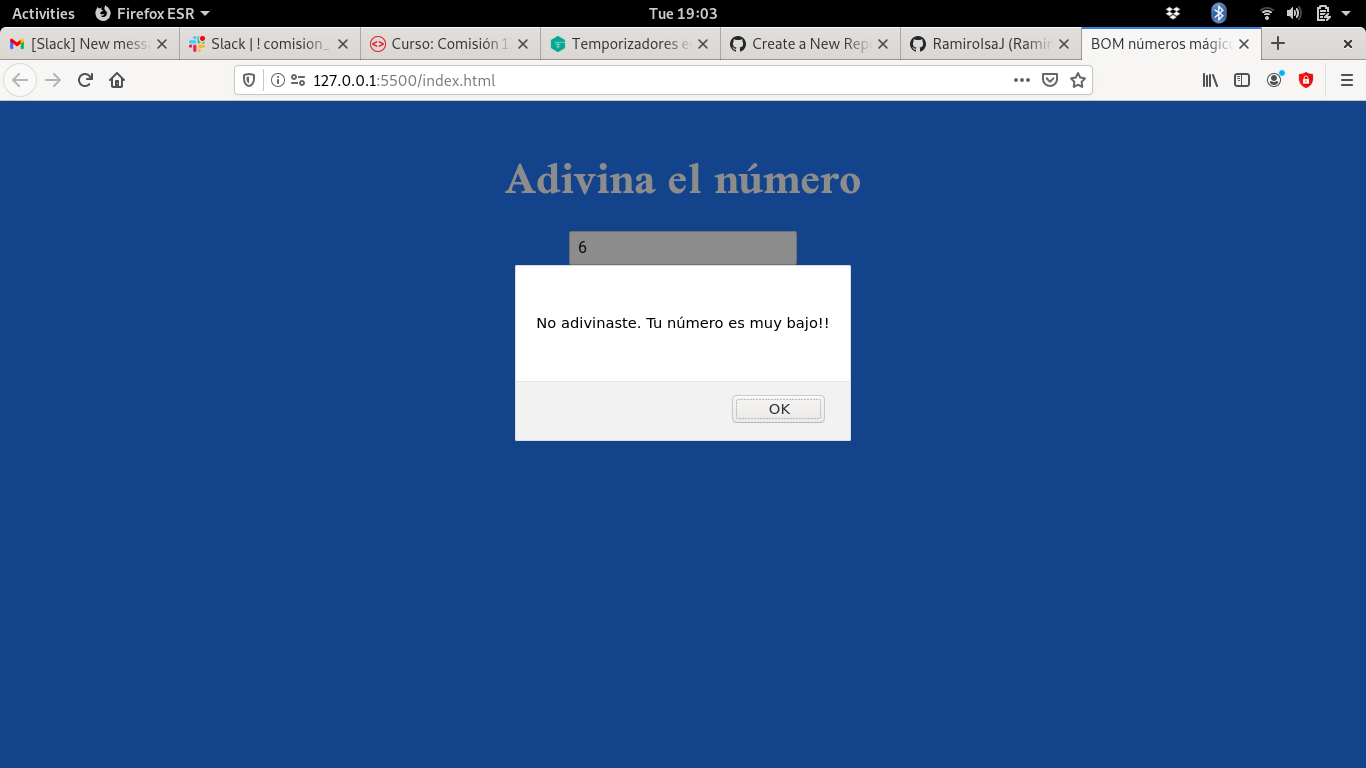 Activities Firefox ESR Tue 19:03
[Slack] New mess Slack | ! comision_ Curso: Comisión 1 Temporizadores e Create a New Rep RamiroIsaJ (Rami BOM números mágic
127.0.0.1:5500/index.html
Adivina el número
6
No adivinaste. Tu número es muy bajo!!
OK